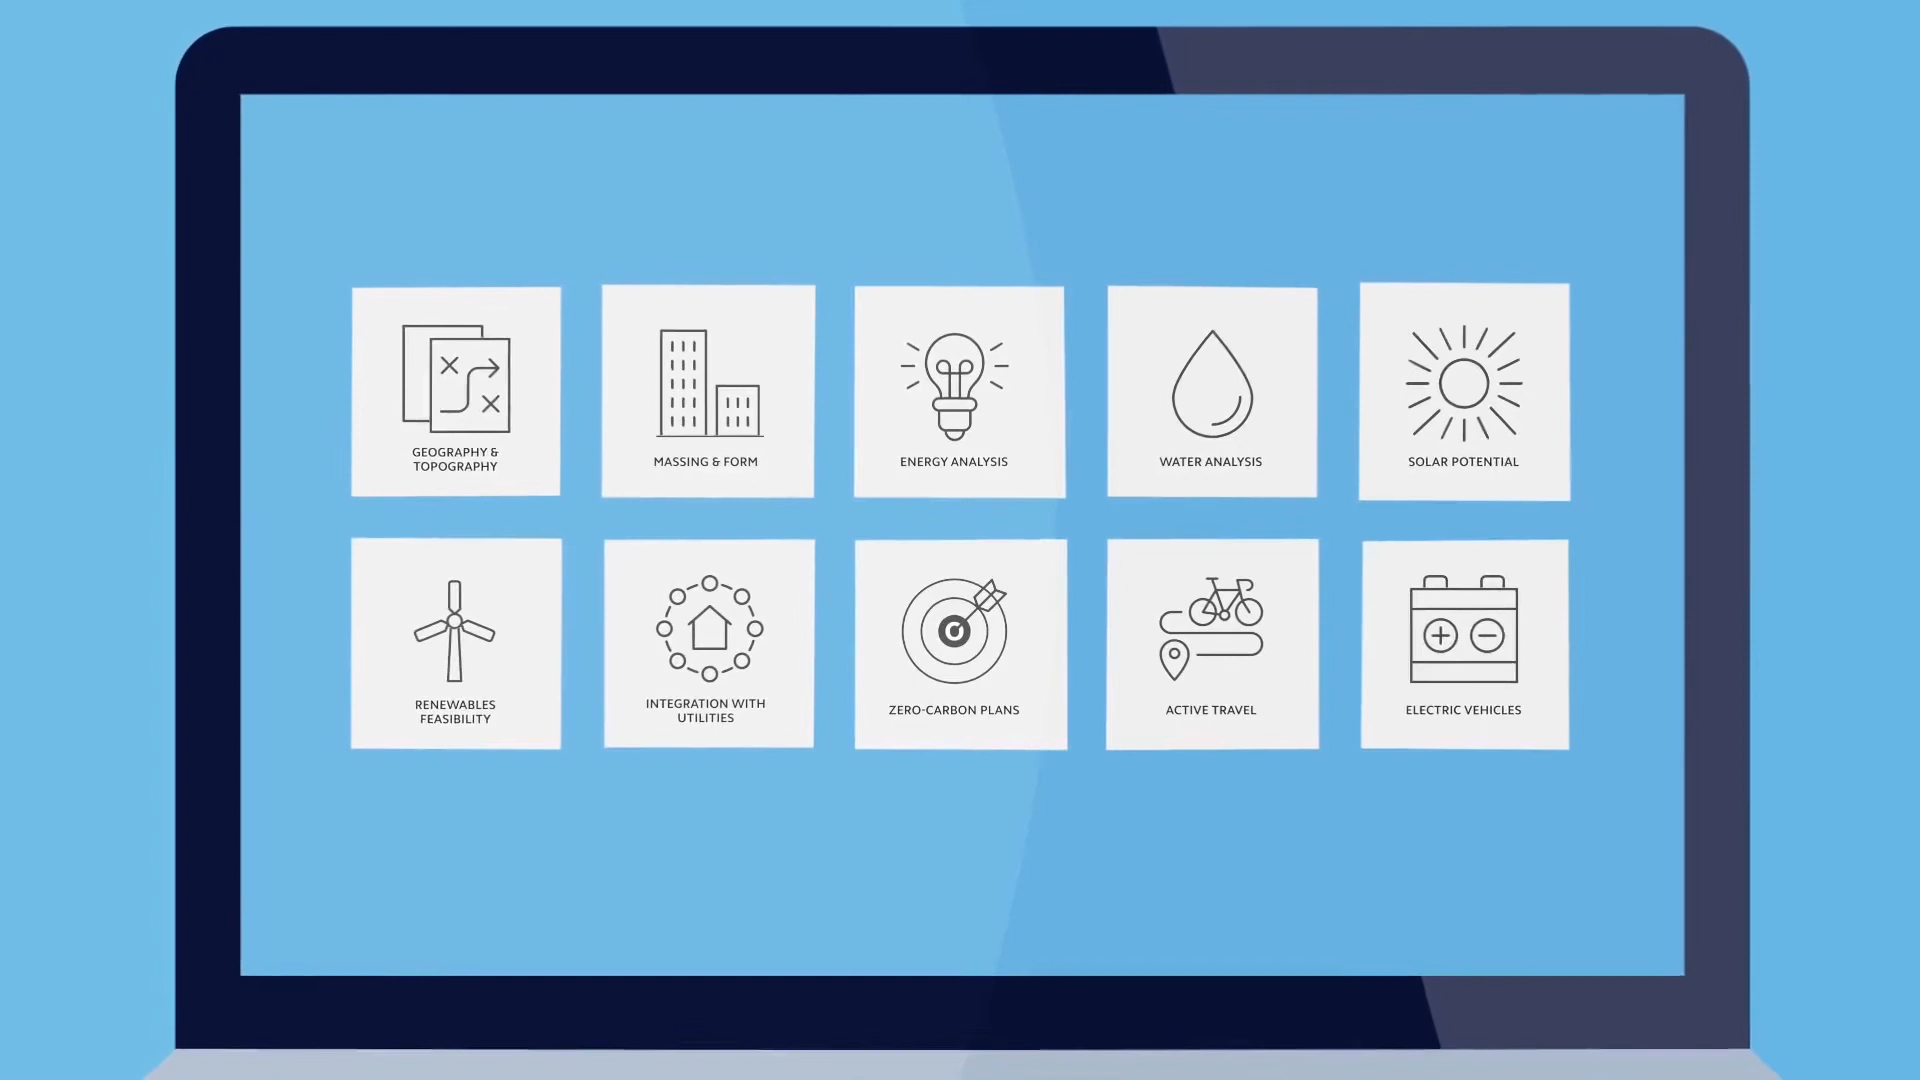 GEOGRAPHY &
TOPOGRAPHY
MASSING & FORM
ENERGY ANALYSIS
WATER ANALYSIS
SOLAR POTENTIAL
RENEWABLES
FEASIBILITY
INTEGRATION WITH
UTILITIES
ZERO-CARBON PLANS
ACTIVE TRAVEL
ELECTRIC VEHICLES